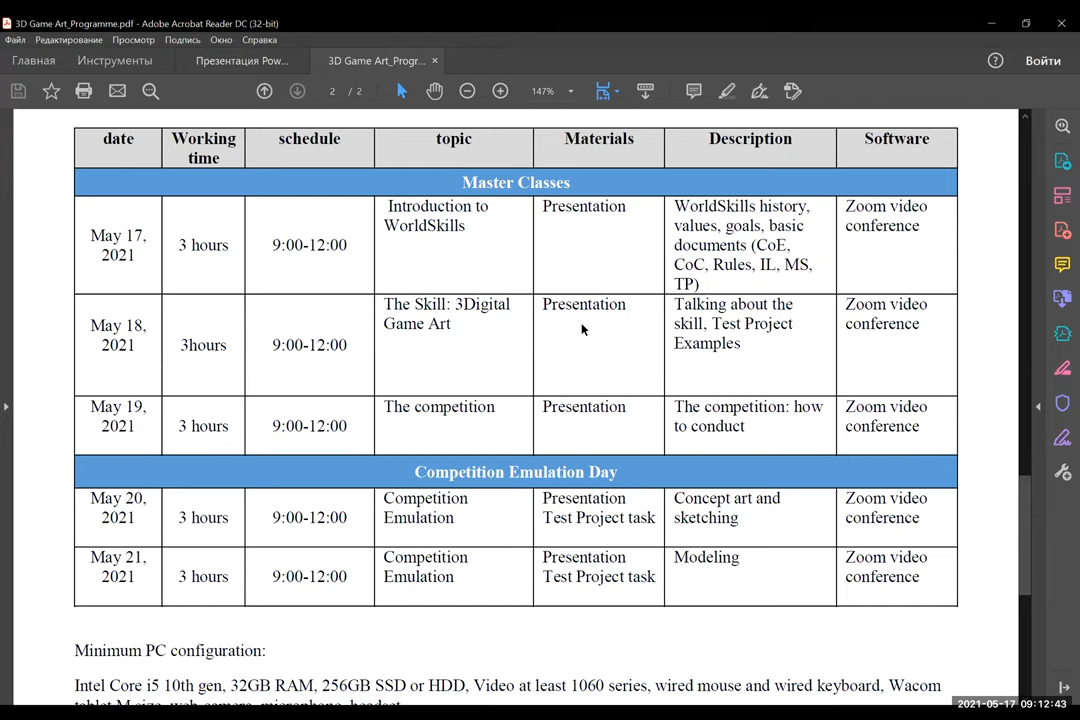 3D Game Art_Programme.pdf - Adobe Acrobat Reader DC (32-bit)
Файл Редактирование Просмотр Подпись Окно Справка
Главная Инструменты Презентация Pow... 3D Game Art_Progr... × Войти
2 / 2 147%
date Working time schedule topic Materials Description Software
Master Classes
May 17, 2021 3 hours 9:00-12:00 Introduction to WorldSkills Presentation WorldSkills history, values, goals, basic documents (CoE, CoC, Rules, IL, MS, TP) Zoom video conference
May 18, 2021 3hours 9:00-12:00 The Skill: 3Digital Game Art Presentation Talking about the skill, Test Project Examples Zoom video conference
May 19, 2021 3 hours 9:00-12:00 The competition Presentation The competition: how to conduct Zoom video conference
Competition Emulation Day
May 20, 2021 3 hours 9:00-12:00 Competition Emulation Presentation Test Project task Concept art and sketching Zoom video conference
May 21, 2021 3 hours 9:00-12:00 Competition Emulation Presentation Test Project task Modeling Zoom video conference
Minimum PC configuration:
Intel Core i5 10th gen, 32GB RAM, 256GB SSD or HDD, Video at least 1060 series, wired mouse and wired keyboard, Wacom
tablet M size, web camera, microphone, headset
2021-05-17 09:12:43